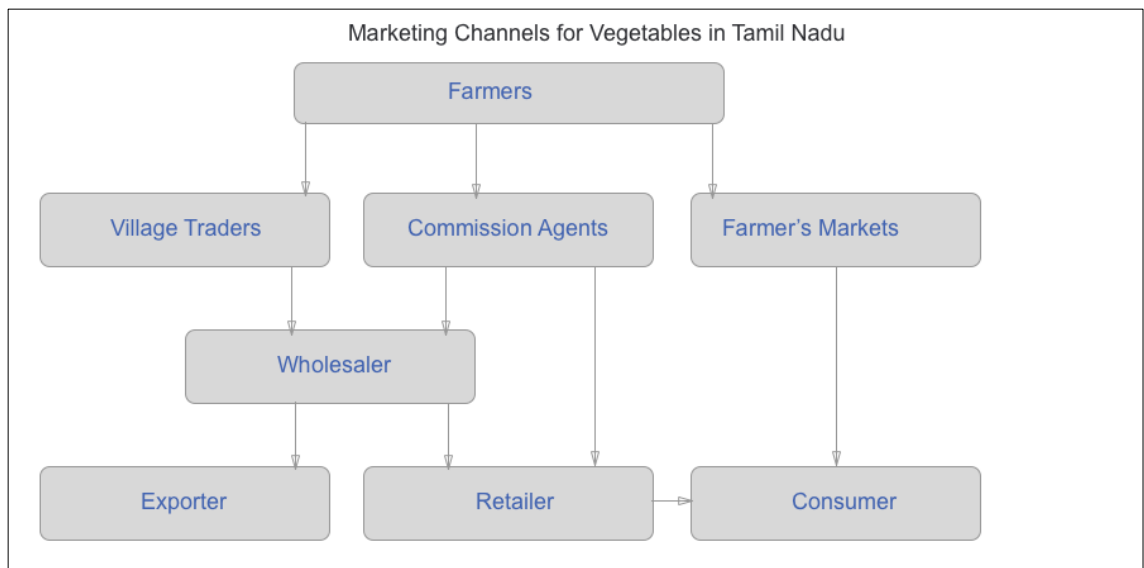 Marketing Channels for Vegetables in Tamil Nadu
Farmers
Village Traders
Commission Agents
Farmer’s Markets
Wholesaler
Exporter
Retailer
Consumer